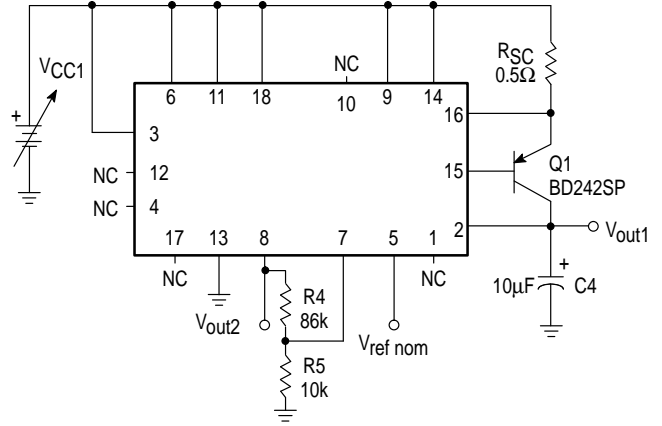 VCC1
+
6
11
18
NC
10
9
14
RSC
0.5Ω
16
3
Q1
BD242SP
15
NC
12
NC
4
2
Vout1
17
13
8
7
5
1
NC
NC
+
10μF
C4
R4
86k
Vout2
Vref nom
R5
10k